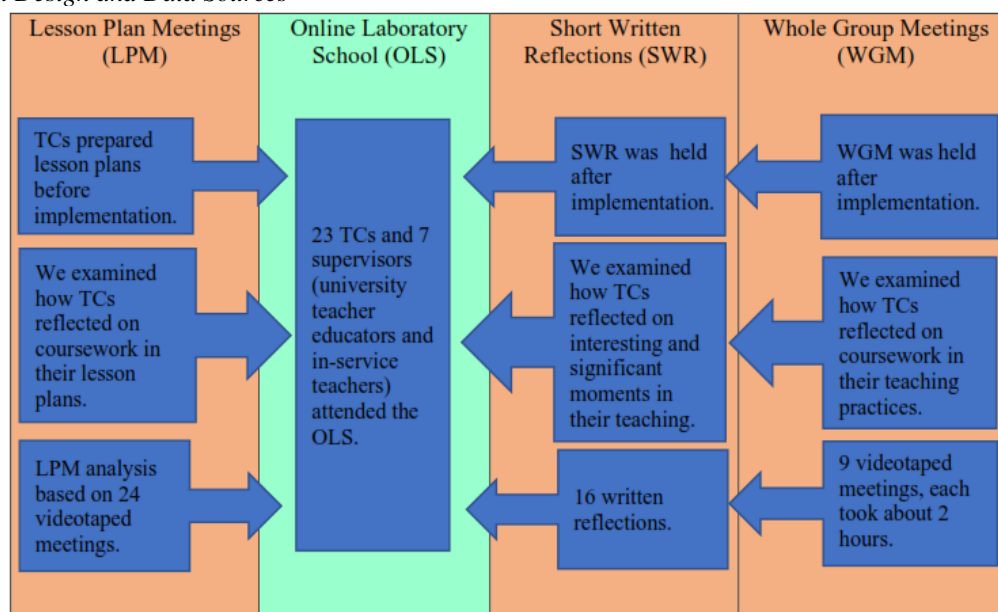 Design and Data Sources
Lesson Plan Meetings
(LPM)
Online Laboratory
School (OLS)
Short Written
Reflections (SWR)
Whole Group Meetings
(WGM)
TCs prepared
lesson plans
before
implementation.
We examined
how TCs
reflected on
coursework in
their lesson
plans.
LPM analysis
based on 24
videotaped
meetings.
23 TCs and 7
supervisors
(university
teacher
educators and
in-service
teachers)
attended the
OLS.
SWR was held
after
implementation.
We examined
how TCs
reflected on
interesting and
significant
moments in
their teaching.
16 written
reflections.
WGM was held
after
implementation.
We examined
how TCs
reflected on
coursework in
their teaching
practices.
9 videotaped
meetings, each
took about 2
hours.